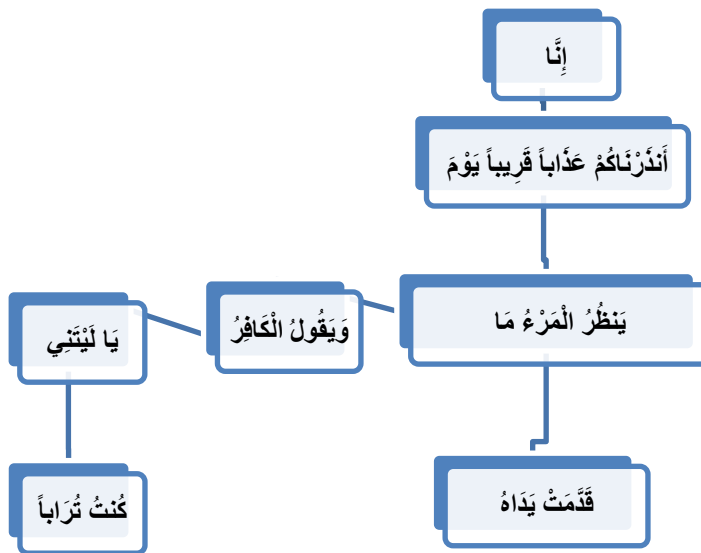 إِنَّا
أَنذَرْنَاكُمْ عَذَاباً قَرِيباً يَوْمَ
يَنظُرُ الْمَرْءُ مَا
قَدَّمَتْ يَدَاهُ
وَيَقُولُ الْكَافِرُ
يَا لَيْتَنِي
كُنتُ تُرَاباً